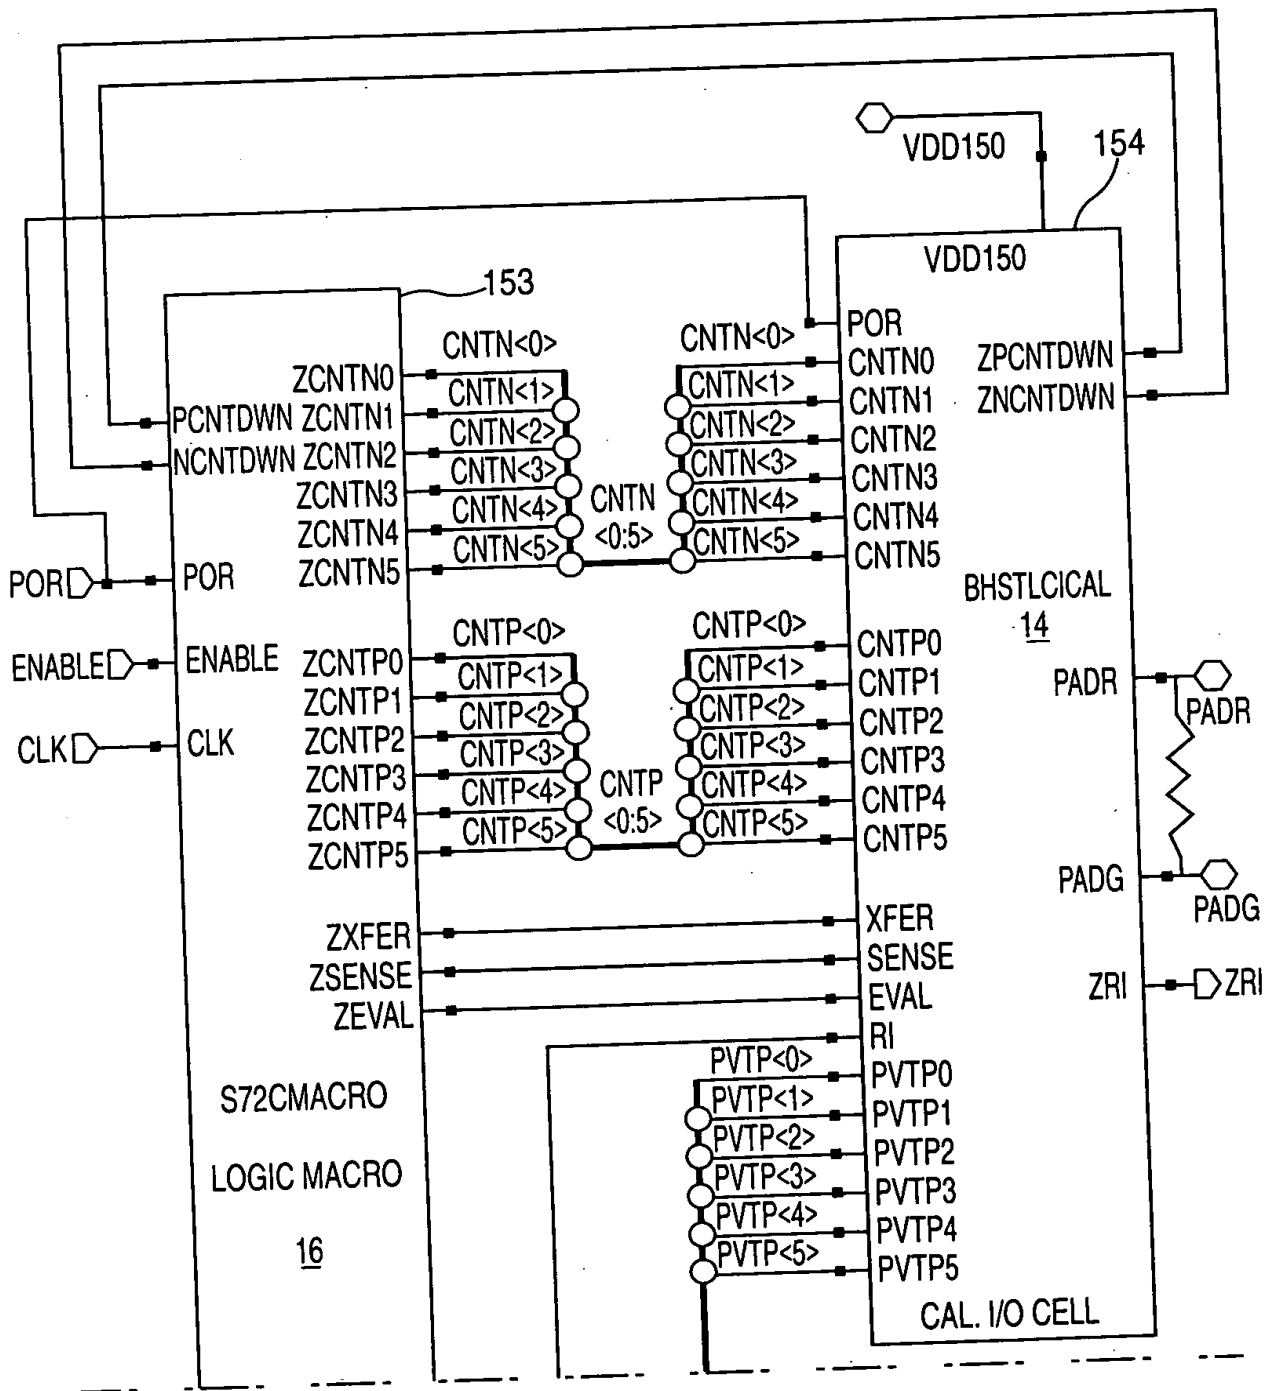 VDD150
154
VDD150
153
POR
CNTN0
CNTN1
CNTN2
CNTN3
CNTN4
CNTN5
ZPCNTDWN
ZNCNTDWN
CNTN<0>
CNTN<1>
CNTN<2>
CNTN<3>
CNTN<4>
CNTN<5>
CNTN<0>
CNTN<1>
CNTN<2>
CNTN<3>
CNTN<4>
CNTN<5>
CNTN
<0:5>
ZCNTN0
PCNTDWN ZCNTN1
NCNTDWN ZCNTN2
ZCNTN3
ZCNTN4
ZCNTN5
POR
POR
ENABLE
ENABLE
CLK
CLK
BHSTLCICAL
14
ZCNTP0
ZCNTP1
ZCNTP2
ZCNTP3
ZCNTP4
ZCNTP5
CNTP<0>
CNTP<1>
CNTP<2>
CNTP<3>
CNTP<4>
CNTP<5>
CNTP
<0:5>
CNTP<0>
CNTP<1>
CNTP<2>
CNTP<3>
CNTP<4>
CNTP<5>
CNTP0
CNTP1
CNTP2
CNTP3
CNTP4
CNTP5
PADR
PADR
PADG
PADG
ZXFER
ZSENSE
ZEVAL
XFER
SENSE
EVAL
RI
ZRI
ZRI
PVTP<0>
PVTP<1>
PVTP<2>
PVTP<3>
PVTP<4>
PVTP<5>
PVTP0
PVTP1
PVTP2
PVTP3
PVTP4
PVTP5
S72CMACRO
LOGIC MACRO
16
CAL. I/O CELL